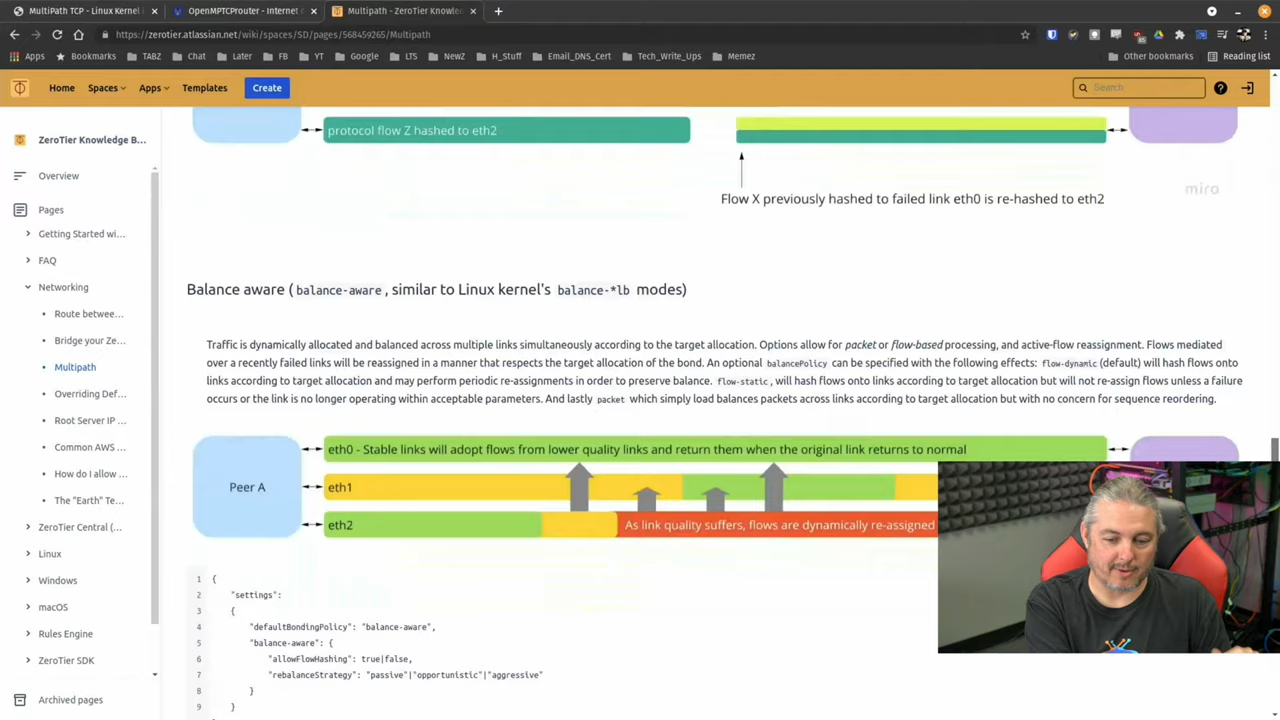 MultiPath TCP - Linux Kernel i
OpenMPTCProuter - Internet c
Multipath - ZeroTier Knowled
https://zerotier.atlassian.net/wiki/spaces/SD/pages/568459265/Multipath
Apps Bookmarks TABZ Chat Later FB YT Google LTS NewZ H_Stuff Email_DNS_Cert Tech_Write_Ups Memez Other bookmarks Reading list
Home Spaces Apps Templates Create Search
ZeroTier Knowledge B...
Overview
Pages
Getting Started wi...
FAQ
Networking
Route betwee...
Bridge your Ze...
Multipath
Overriding Def...
Root Server IP ...
Common AWS ...
How do I allow ...
The "Earth" Te...
ZeroTier Central (...
Linux
Windows
macOS
Rules Engine
ZeroTier SDK
Archived pages
protocol flow Z hashed to eth2
Flow X previously hashed to failed link eth0 is re-hashed to eth2
miro
Balance aware ( balance-aware , similar to Linux kernel's balance-*lb modes)
Traffic is dynamically allocated and balanced across multiple links simultaneously according to the target allocation. Options allow for packet or flow-based processing, and active-flow reassignment. Flows mediated
over a recently failed links will be reassigned in a manner that respects the target allocation of the bond. An optional balancePolicy can be specified with the following effects: flow-dynamic (default) will hash flows onto
links according to target allocation and may perform periodic re-assignments in order to preserve balance. flow-static , will hash flows onto links according to target allocation but will not re-assign flows unless a failure
occurs or the link is no longer operating within acceptable parameters. And lastly packet which simply load balances packets across links according to target allocation but with no concern for sequence reordering.
eth0 - Stable links will adopt flows from lower quality links and return them when the original link returns to normal
Peer A
eth1
eth2
As link quality suffers, flows are dynamically re-assigned
1 {
2 "settings":
3 {
4 "defaultBondingPolicy": "balance-aware",
5 "balance-aware": {
6 "allowFlowHashing": true|false,
7 "rebalanceStrategy": "passive"|"opportunistic"|"aggressive"
8 }
9 }